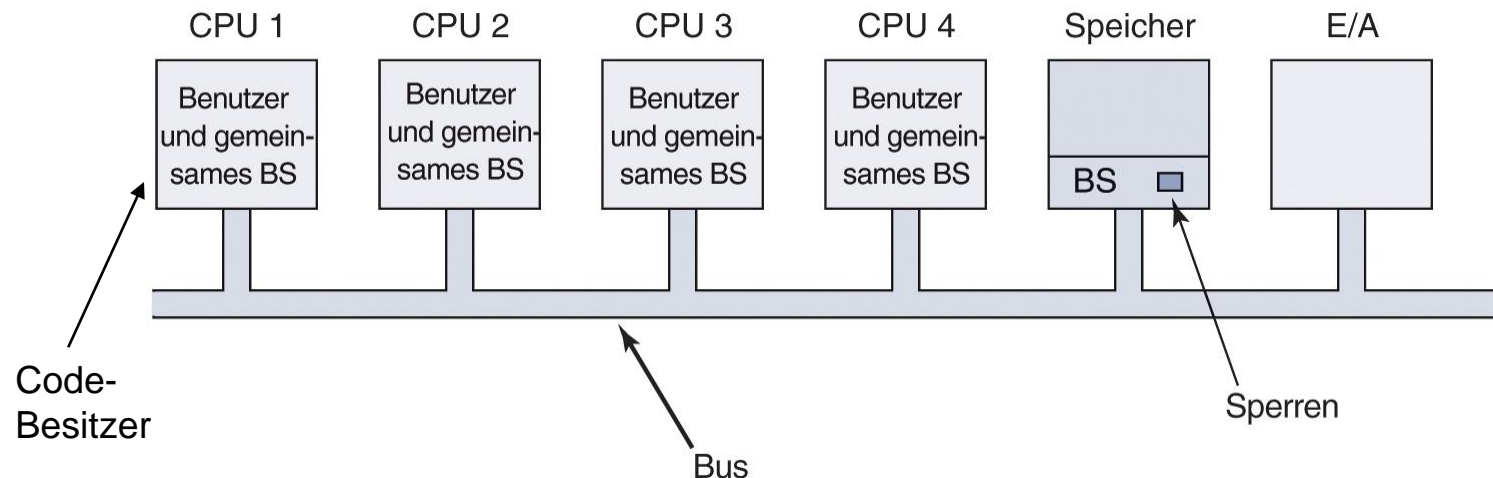 CPU 1
CPU 2
CPU 3
CPU 4
Speicher
E/A
Benutzer
und gemein-
sames BS
Benutzer
und gemein-
sames BS
Benutzer
und gemein-
sames BS
Benutzer
und gemein-
sames BS
BS
Code-
Besitzer
Bus
Sperren